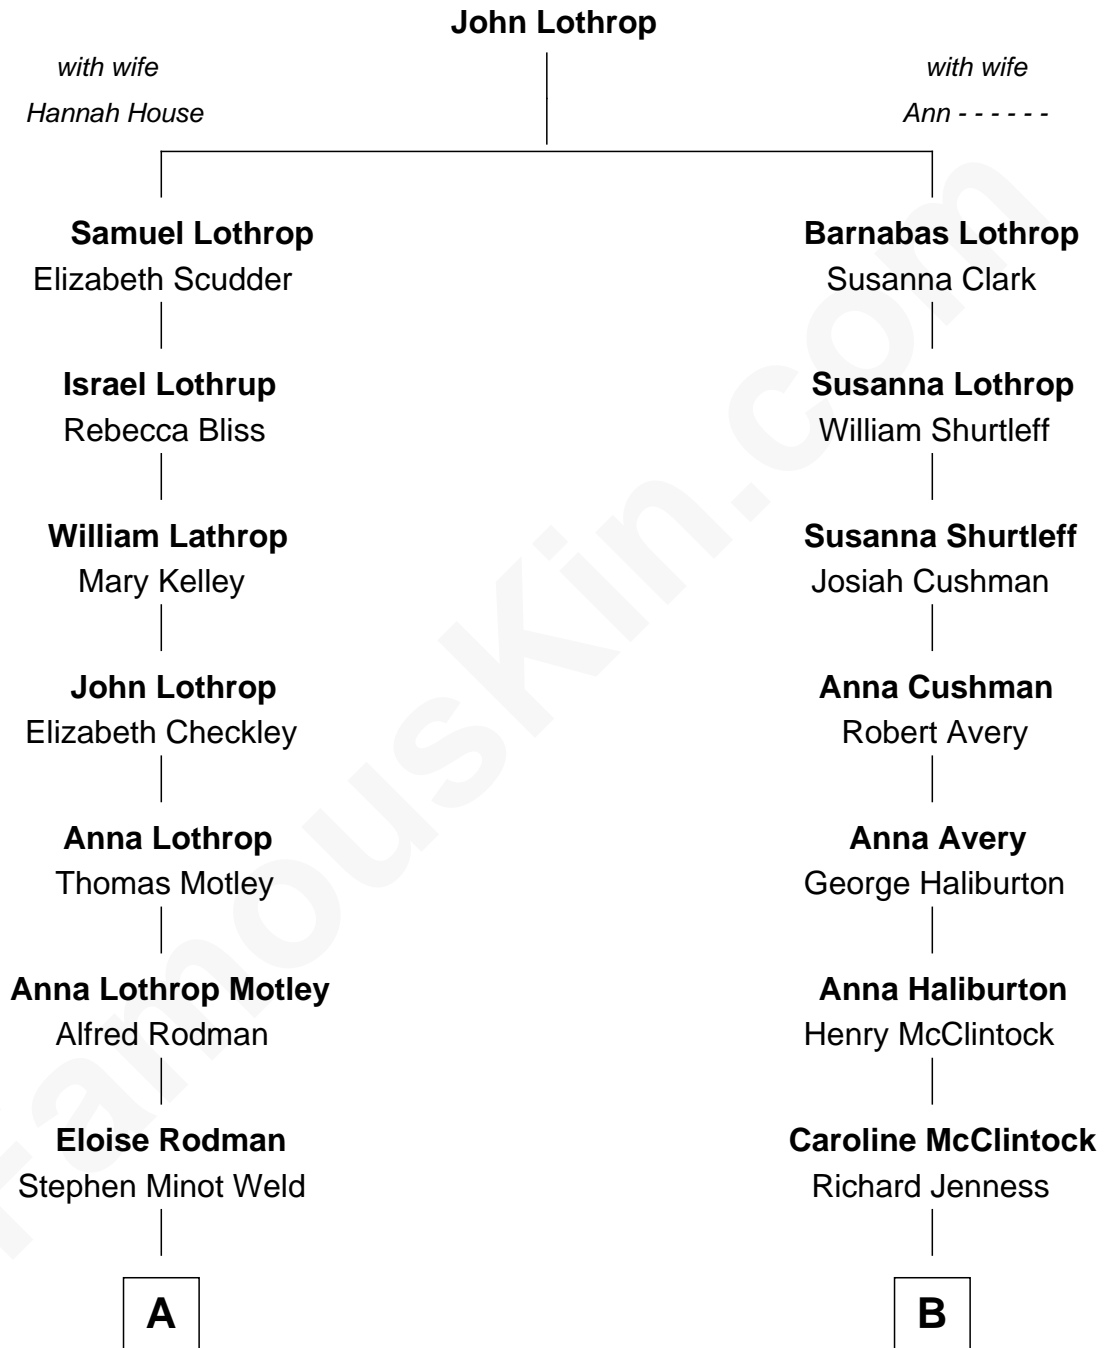 John Lothrop
with wife
Hannah House
with wife
Ann - - - - - -
Samuel Lothrop
Elizabeth Scudder
Barnabas Lothrop
Susanna Clark
Israel Lothrup
Rebecca Bliss
Susanna Lothrop
William Shurtleff
William Lathrop
Mary Kelley
Susanna Shurtleff
Josiah Cushman
John Lothrop
Elizabeth Checkley
Anna Cushman
Robert Avery
Anna Lothrop
Thomas Motley
Anna Avery
George Haliburton
Anna Lothrop Motley
Alfred Rodman
Anna Haliburton
Henry McClintock
Eloise Rodman
Stephen Minot Weld
Caroline McClintock
Richard Jenness
A
B
FamousKin.com